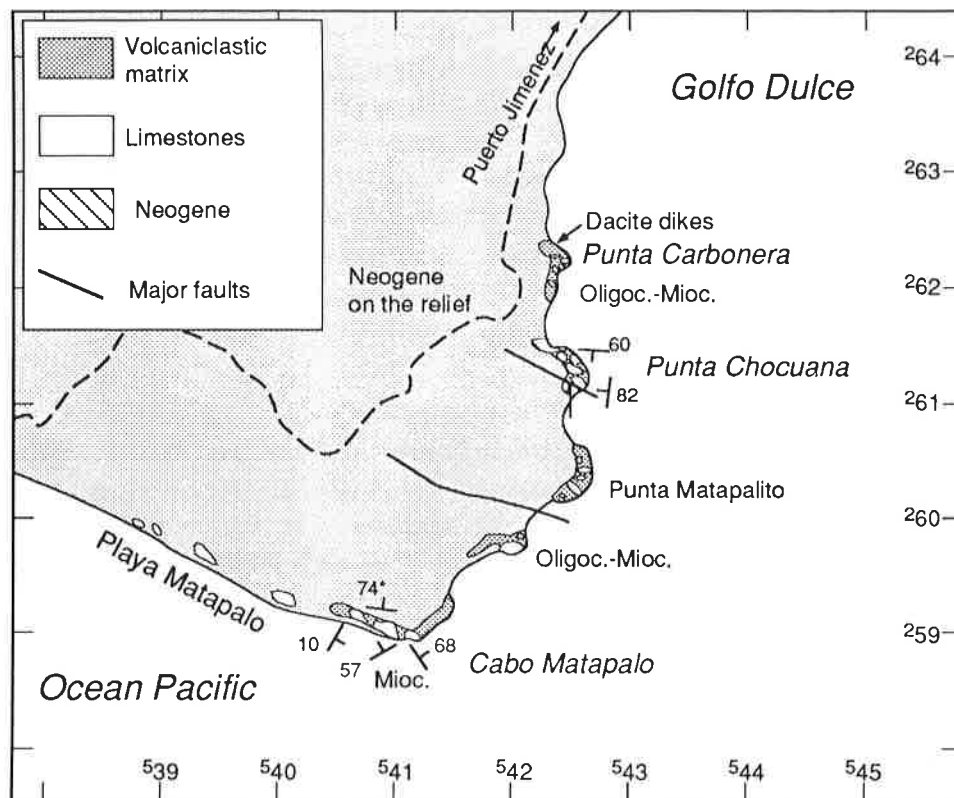 Volcaniclastic
matrix
Limestones
Neogene
Major faults
Puerto Jimenez
Golfo Dulce
Dacite dikes
Punta Carbonera
Neogene
on the relief
Oligoc.-Mioc.
60
Punta Chocuana
82
Punta Matapalito
Oligoc.-Mioc.
Playa Matapalo
74*
10
57
68
Mioc.
Cabo Matapalo
Ocean Pacific
264
263
262
261
260
259
539
540
541
542
543
544
545